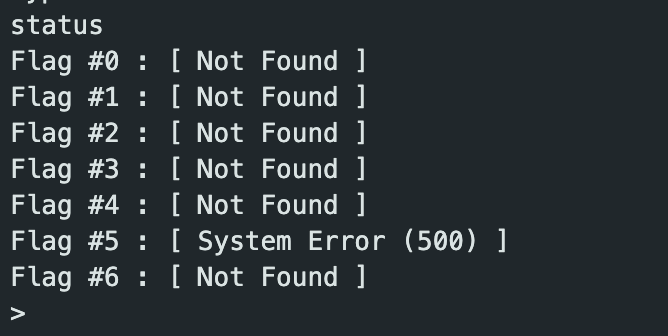 status
Flag #0 : [ Not Found ]
Flag #1 : [ Not Found ]
Flag #2 : [ Not Found ]
Flag #3 : [ Not Found ]
Flag #4 : [ Not Found ]
Flag #5 : [ System Error (500) ]
Flag #6 : [ Not Found ]
>